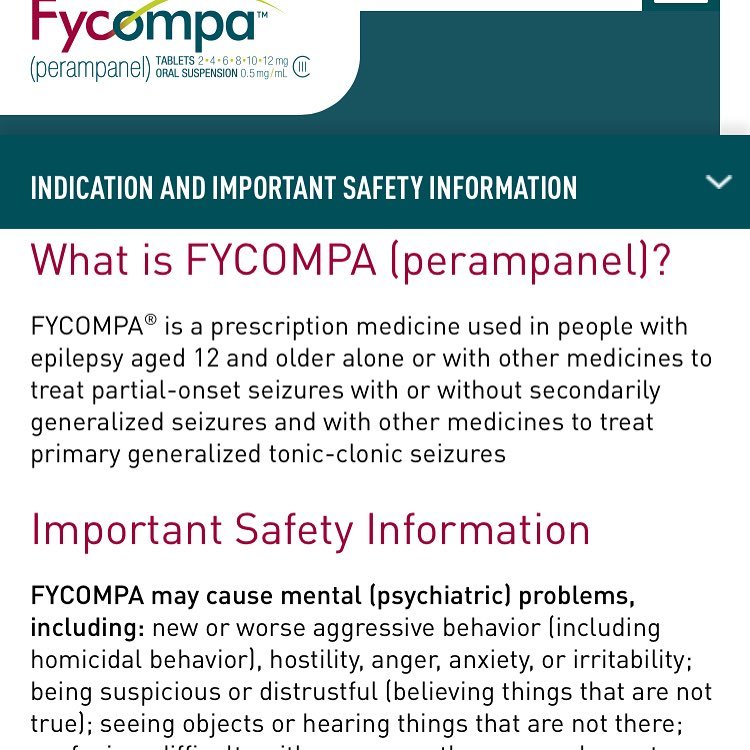 Fycompa™
(perampanel) TABLETS 2•4•6•8•10•12 mg
ORAL SUSPENSION 0.5 mg/mL CIII
INDICATION AND IMPORTANT SAFETY INFORMATION
What is FYCOMPA (perampanel)?
FYCOMPA® is a prescription medicine used in people with
epilepsy aged 12 and older alone or with other medicines to
treat partial-onset seizures with or without secondarily
generalized seizures and with other medicines to treat
primary generalized tonic-clonic seizures
Important Safety Information
FYCOMPA may cause mental (psychiatric) problems,
including: new or worse aggressive behavior (including
homicidal behavior), hostility, anger, anxiety, or irritability;
being suspicious or distrustful (believing things that are not
true); seeing objects or hearing things that are not there;